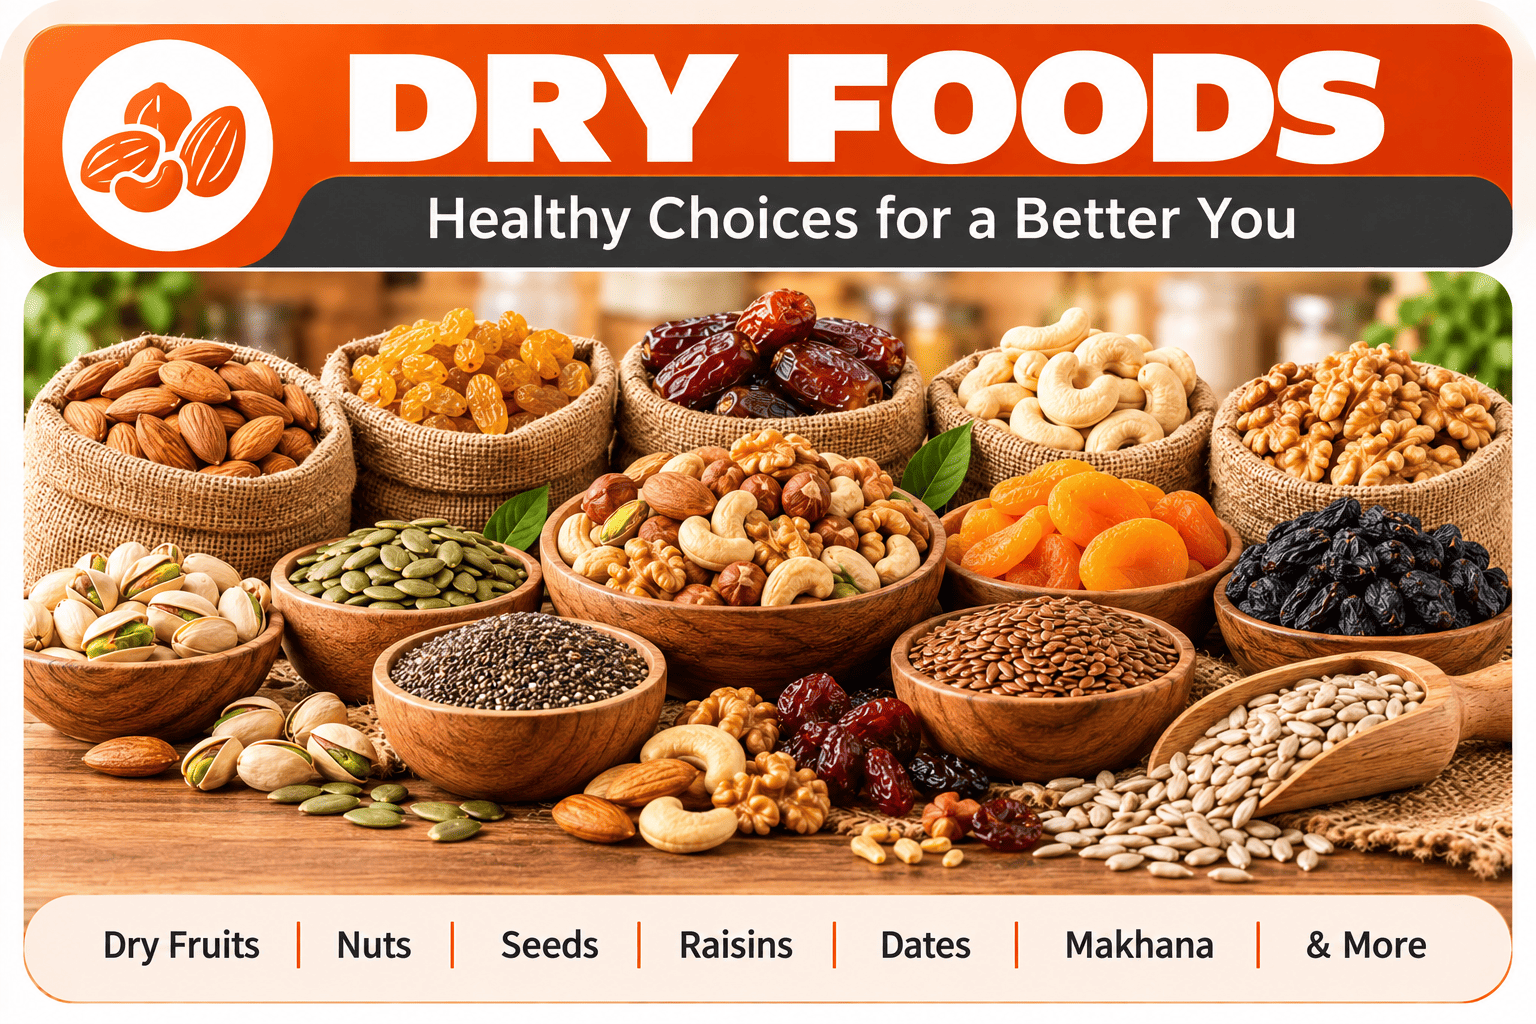 DRY FOODS
Healthy Choices for a Better You
Dry Fruits | Nuts | Seeds | Raisins | Dates | Makhana | & More